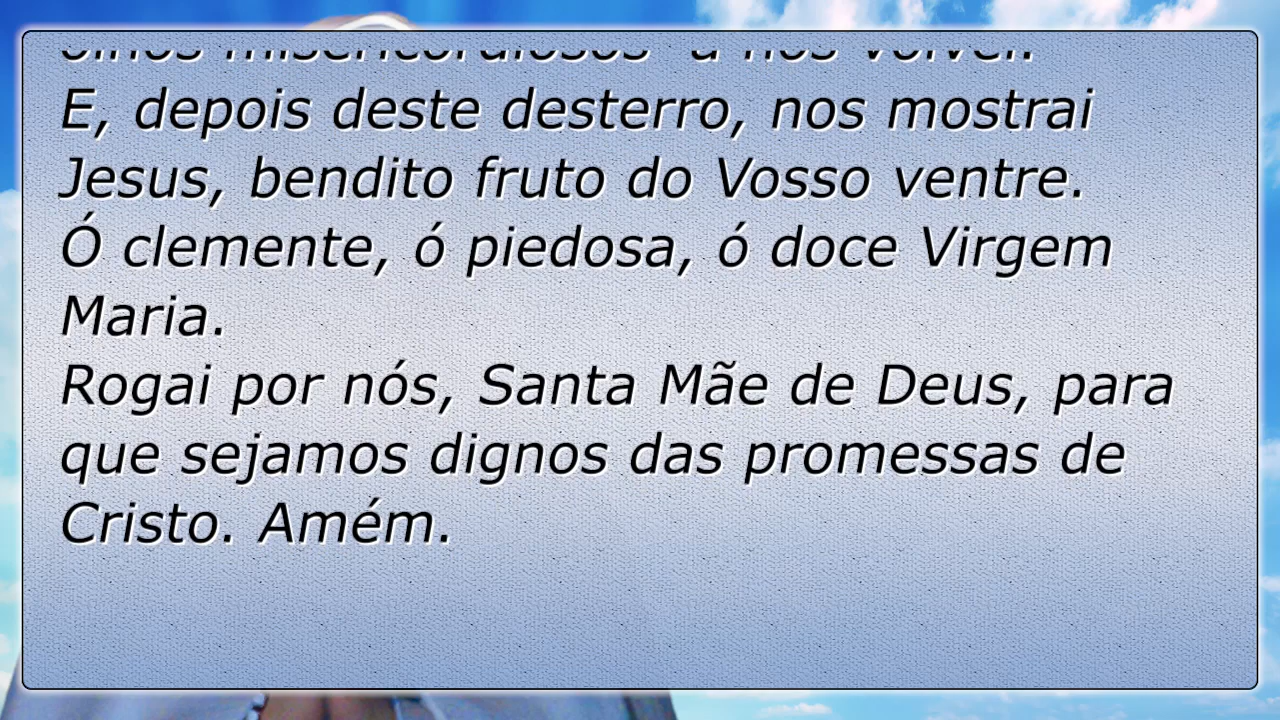 olhos misericordiosos a nós volvei.
E, depois deste desterro, nos mostrai
Jesus, bendito fruto do Vosso ventre.
Ó clemente, ó piedosa, ó doce Virgem
Maria.
Rogai por nós, Santa Mãe de Deus, para
que sejamos dignos das promessas de
Cristo. Amém.